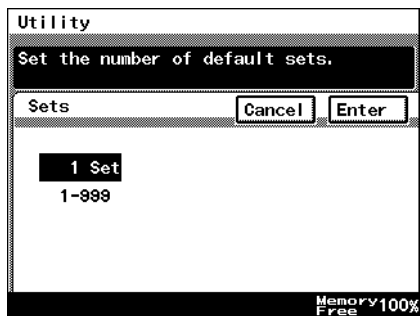 Utility
Set the number of default sets.
Sets
Cancel
Enter
1 Set
1-999
Memory
Free 100%